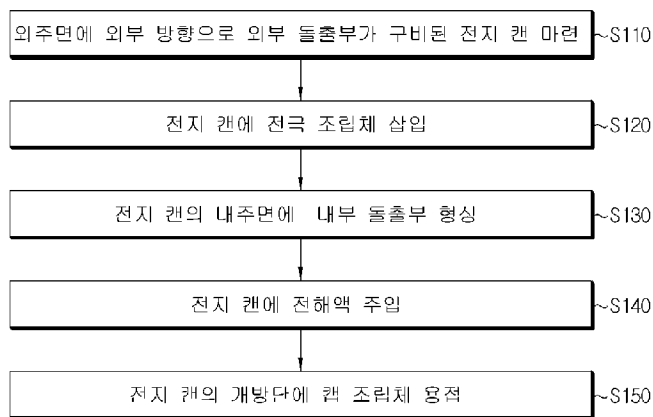 외주면에 외부 방향으로 외부 돌출부가 구비된 전지 캔 마련 ~S110
전지 캔에 전극 조립체 삽입 ~S120
전지 캔의 내주면에 내부 돌출부 형성 ~S130
전지 캔에 전해액 주입 ~S140
전지 캔의 개방단에 캡 조립체 용접 ~S150